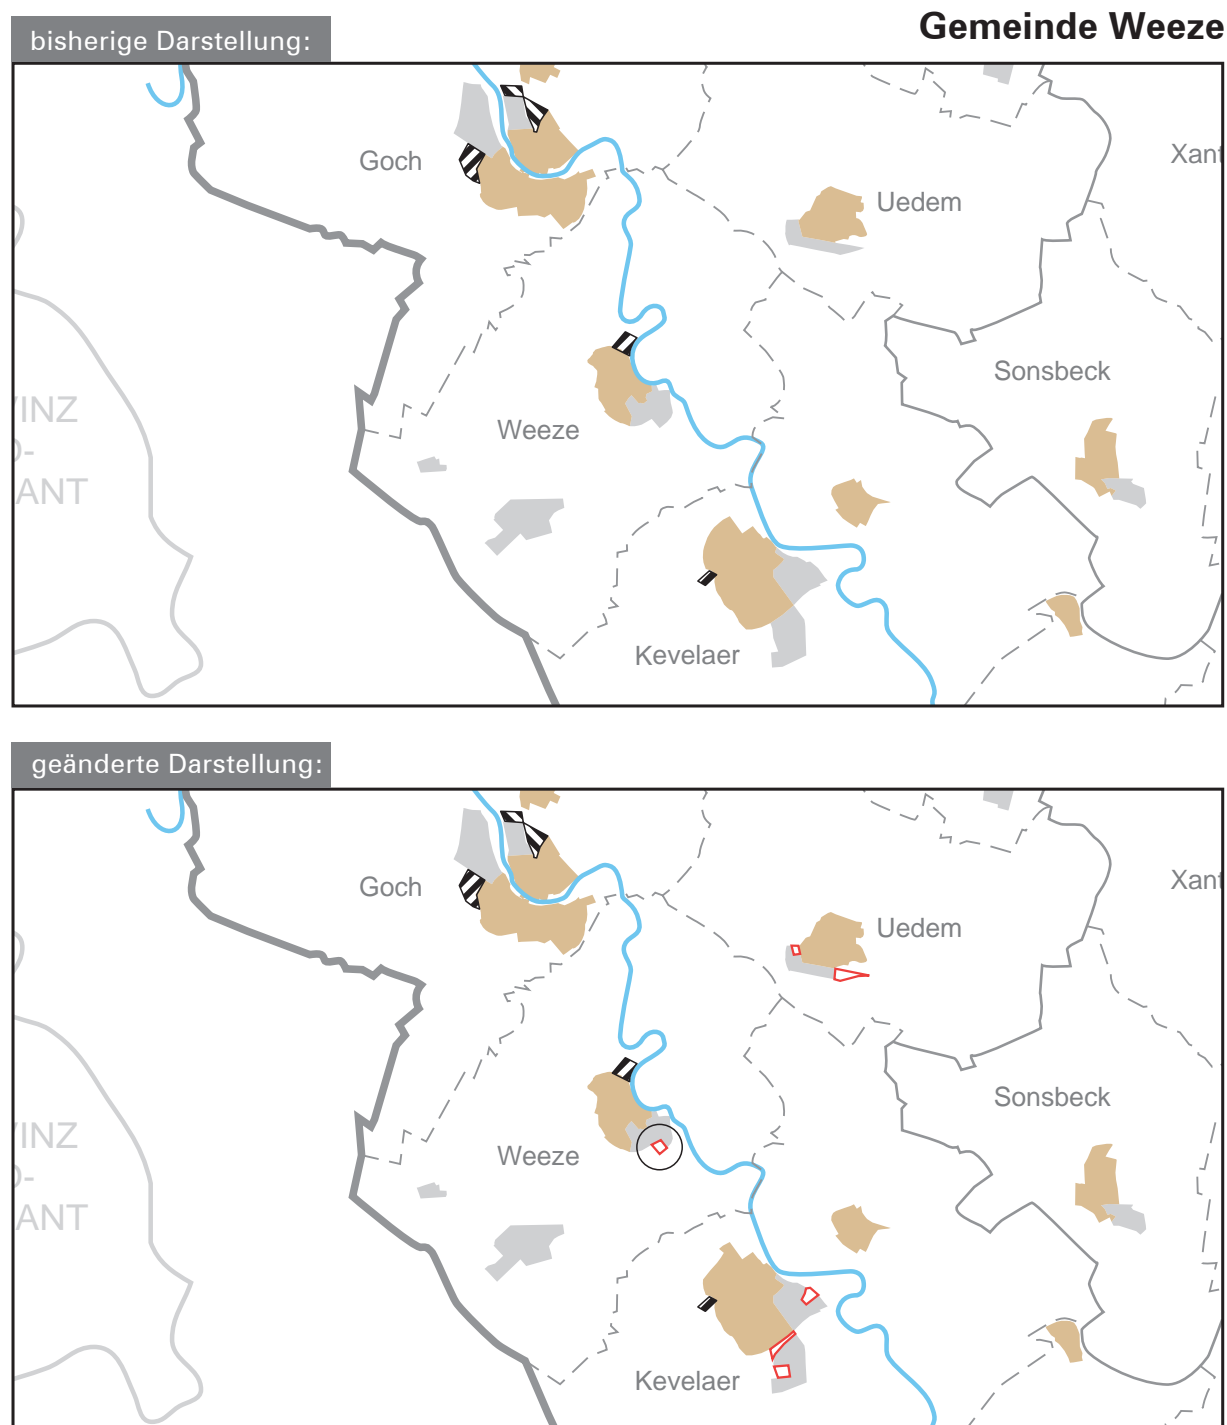 Gemeinde Weeze
bisherige Darstellung:
Goch
Xant
Uedem
Sonsbeck
INZ
-
ANT
Weeze
Kevelaer
geänderte Darstellung:
Goch
Xant
Uedem
Sonsbeck
INZ
-
ANT
Weeze
Kevelaer